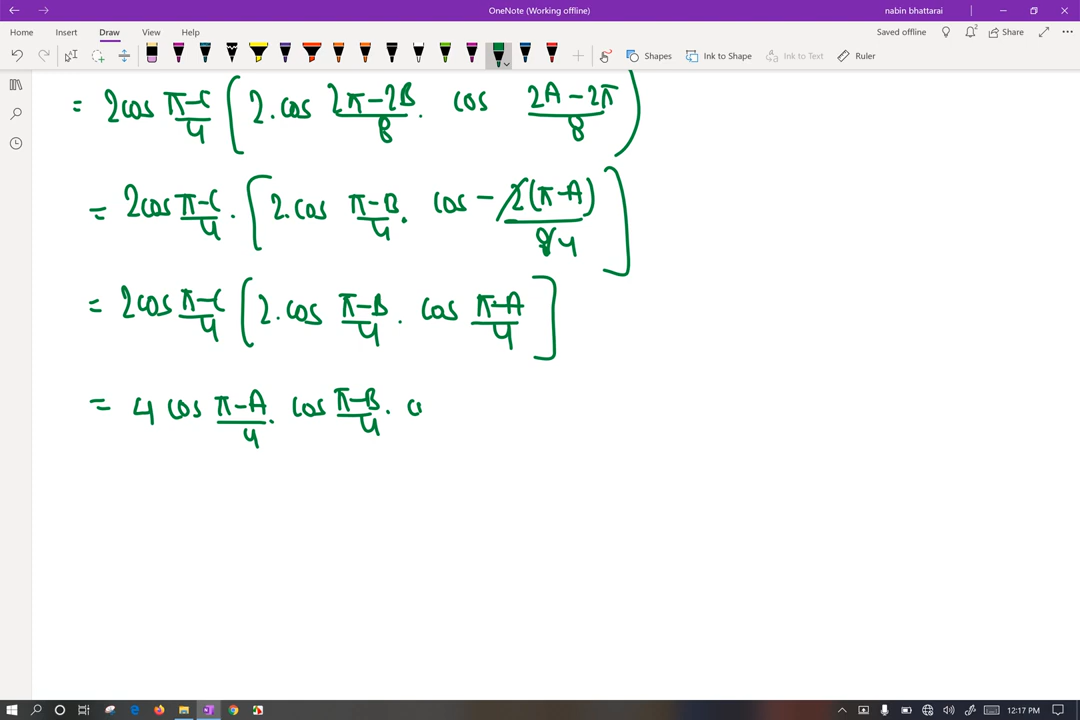 OneNote (Working offline)
nabin bhattarai
Home Insert Draw View Help
Saved offline Share
Shapes Ink to Shape Ink to Text Ruler
= 2cos π-C/4 (2.cos 2π-2B/8 . cos 2A-2π/8)
= 2cos π-C/4 . [2.cos π-B/4 . cos -2(π-A)/8 4]
= 2cos π-C/4 [2.cos π-B/4 . cos π-A/4]
= 4 cos π-A/4 . cos π-B/4 . c
12:17 PM